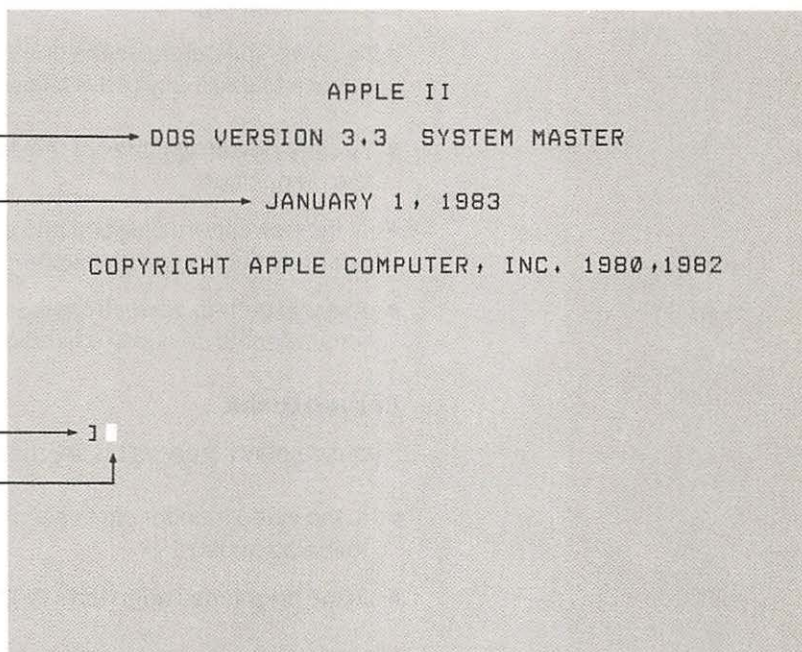 APPLE II
DOS VERSION 3.3 SYSTEM MASTER
JANUARY 1, 1983
COPYRIGHT APPLE COMPUTER, INC. 1980,1982
]